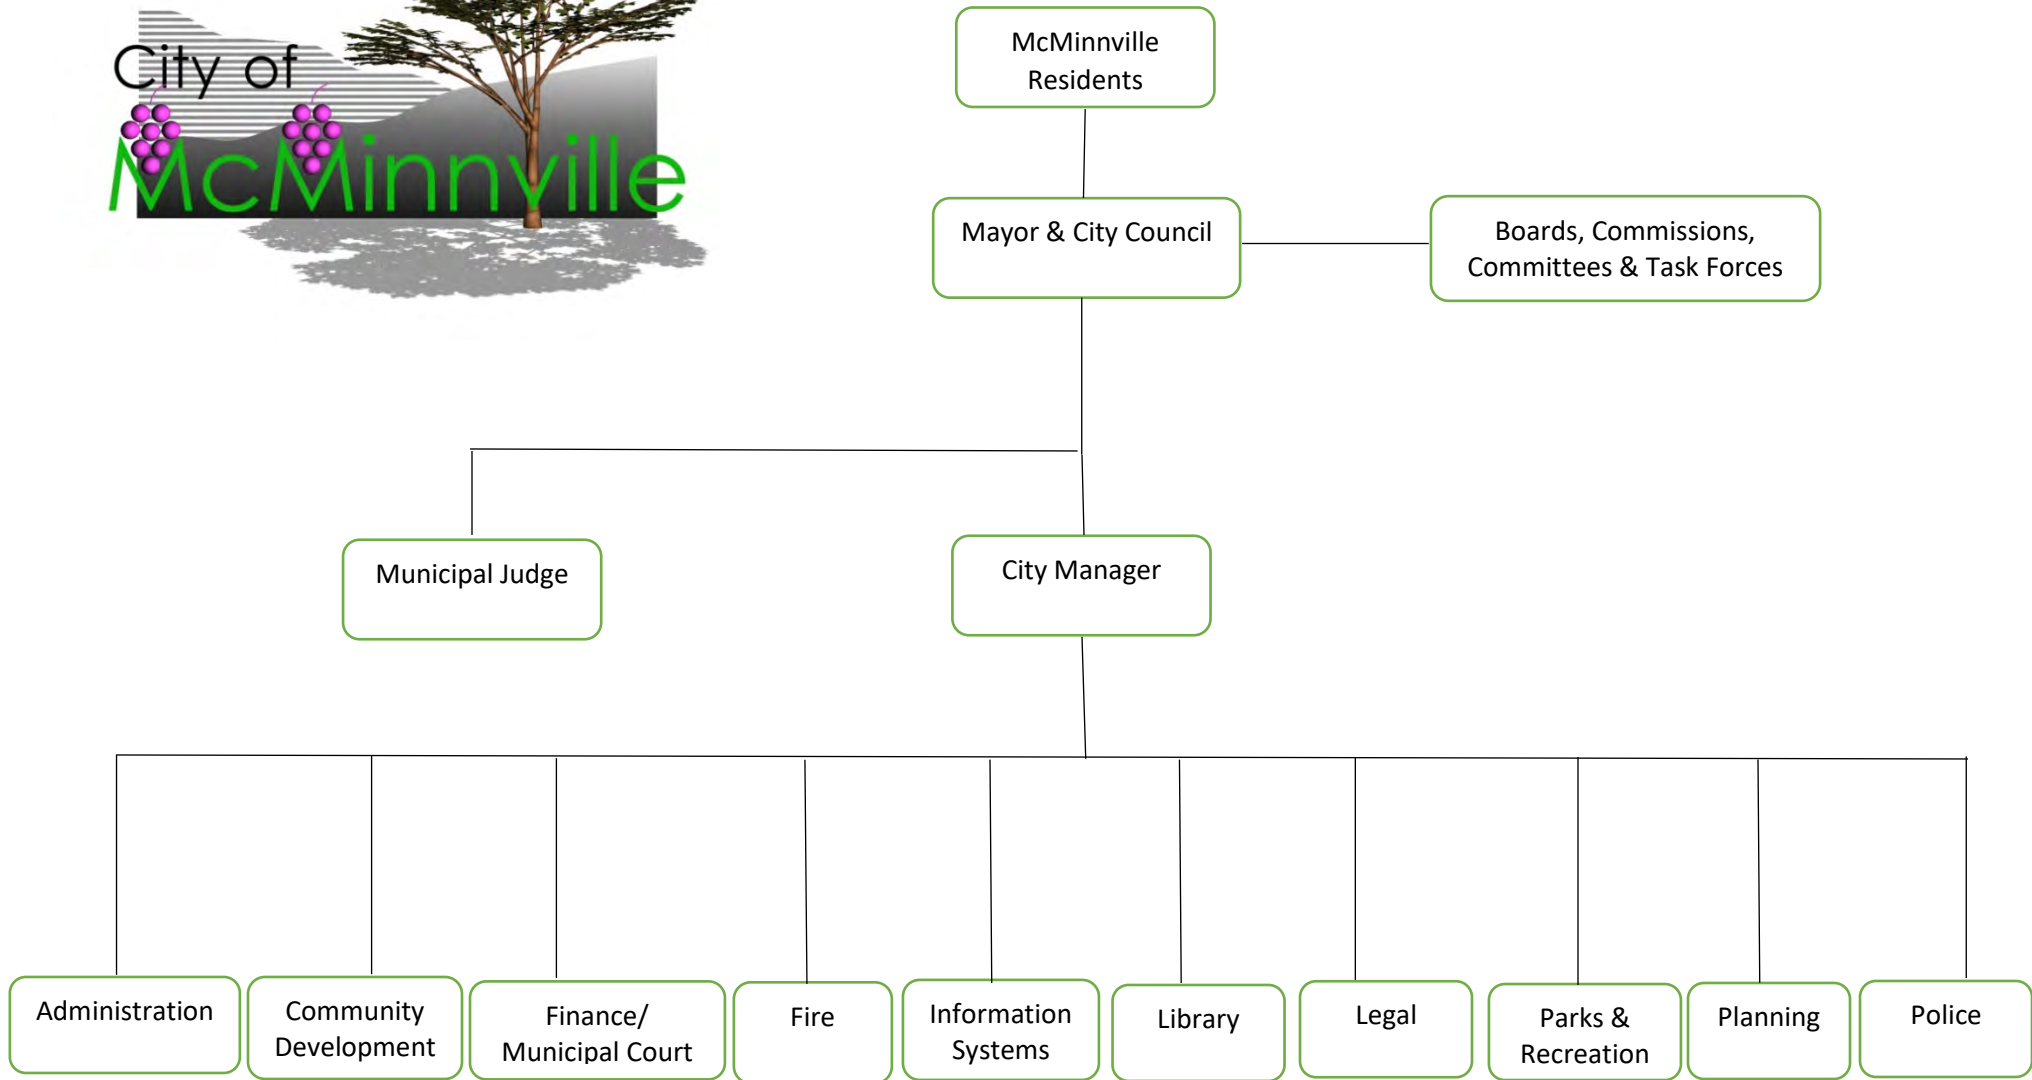 City of
McMinnville
McMinnville
Residents
Mayor & City Council
Boards, Commissions,
Committees & Task Forces
Municipal Judge
City Manager
Administration
Community
Development
Finance/
Municipal Court
Fire
Information
Systems
Library
Legal
Parks &
Recreation
Planning
Police